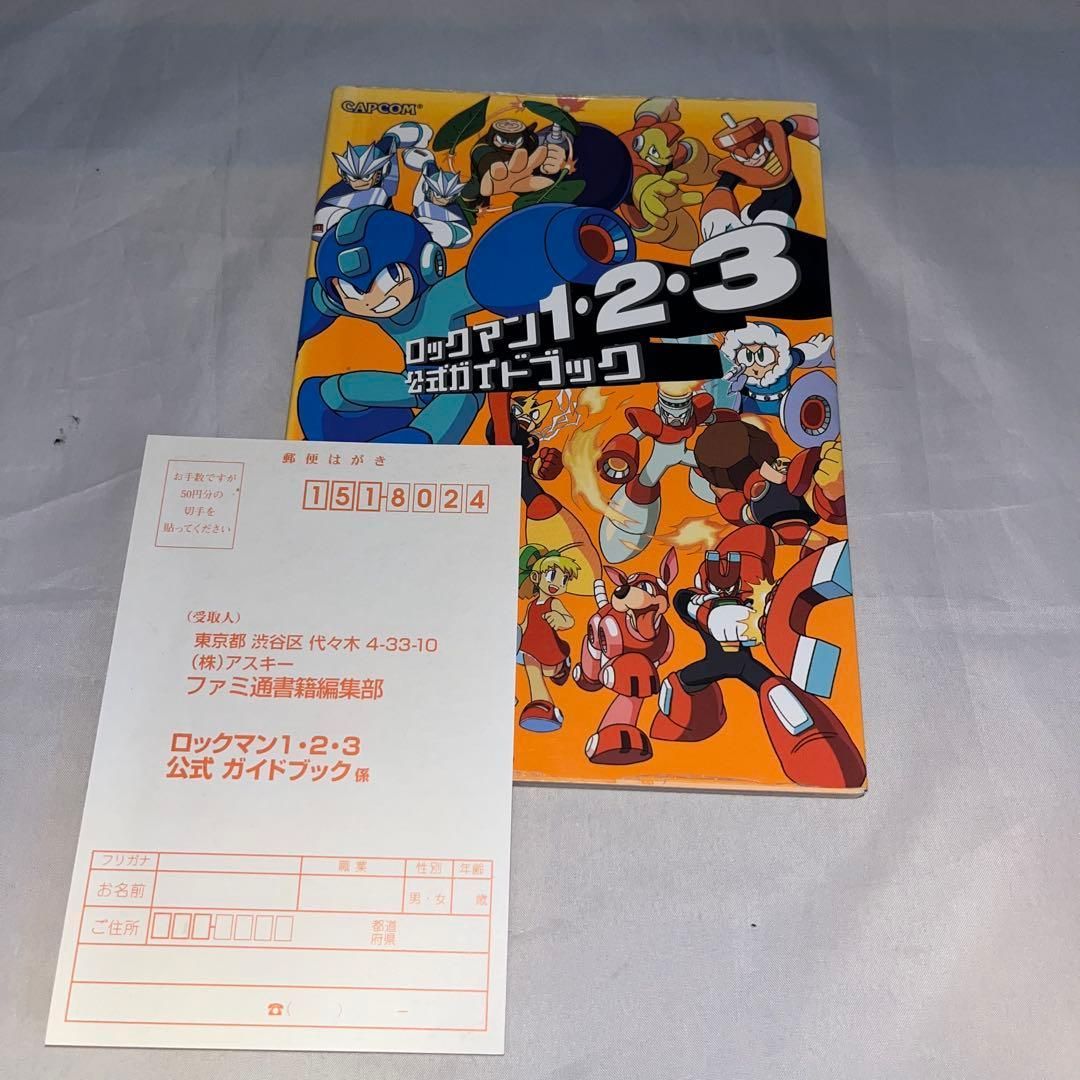 CAPCOM®
ロックマン1・2・3
公式ガイドブック
郵便はがき
お手数ですが
50円分の
切手を
貼ってください
151-8024
(受取人)
東京都 渋谷区 代々木 4-33-10
(株)アスキー
ファミ通書籍編集部
ロックマン1・2・3
公式 ガイドブック係
フリガナ 職業 性別 年齢
お名前 男・女 歳
ご住所 都道
府県
☎( ) －